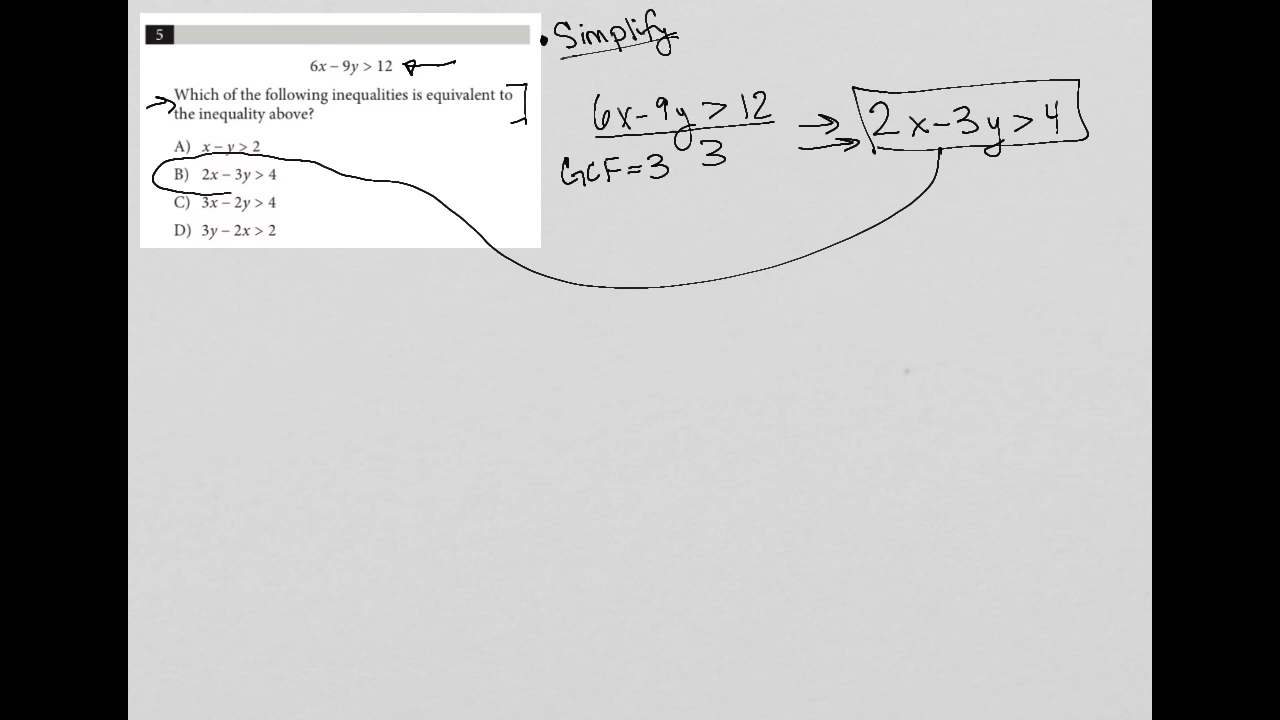 5
6x – 9y > 12
Which of the following inequalities is equivalent to
the inequality above?
A) x – y > 2
B) 2x – 3y > 4
C) 3x – 2y > 4
D) 3y – 2x > 2
• Simplify
6x – 9y > 12
3
GCF = 3
2x – 3y > 4